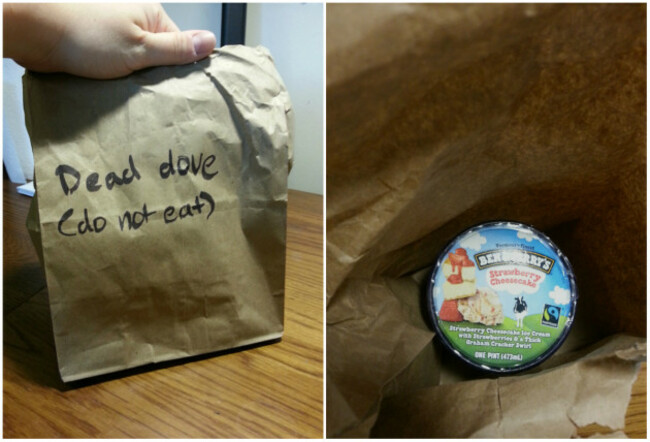 Dead dove
(do not eat)
BEN & JERRY'S
Strawberry
Cheesecake
Strawberry Cheesecake Ice Cream
with Strawberries & a Thick
Graham Cracker Swirl
ONE PINT (473mL)